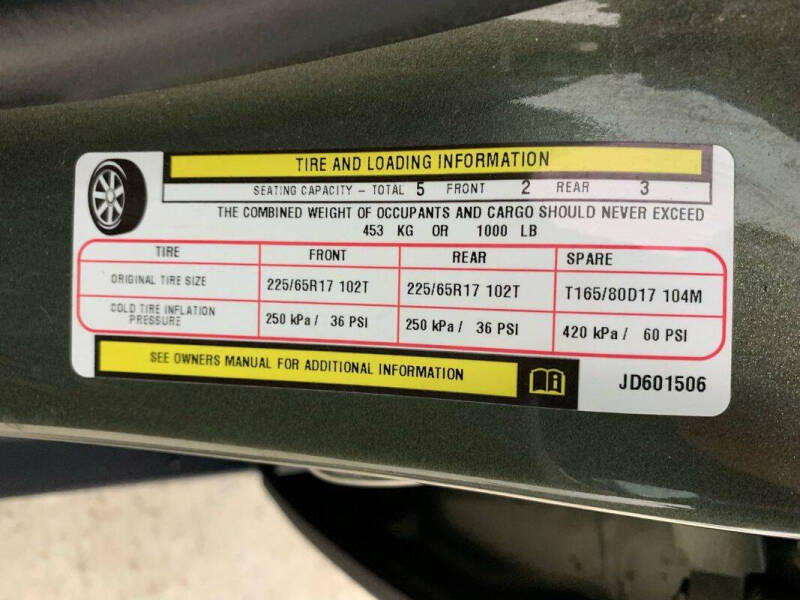 TIRE AND LOADING INFORMATION
SEATING CAPACITY – TOTAL 5 FRONT 2 REAR 3
THE COMBINED WEIGHT OF OCCUPANTS AND CARGO SHOULD NEVER EXCEED
453 KG OR 1000 LB
TIRE FRONT REAR SPARE
ORIGINAL TIRE SIZE 225/65R17 102T 225/65R17 102T T165/80D17 104M
COLD TIRE INFLATION
PRESSURE 250 kPa / 36 PSI 250 kPa / 36 PSI 420 kPa / 60 PSI
SEE OWNERS MANUAL FOR ADDITIONAL INFORMATION
JD601506